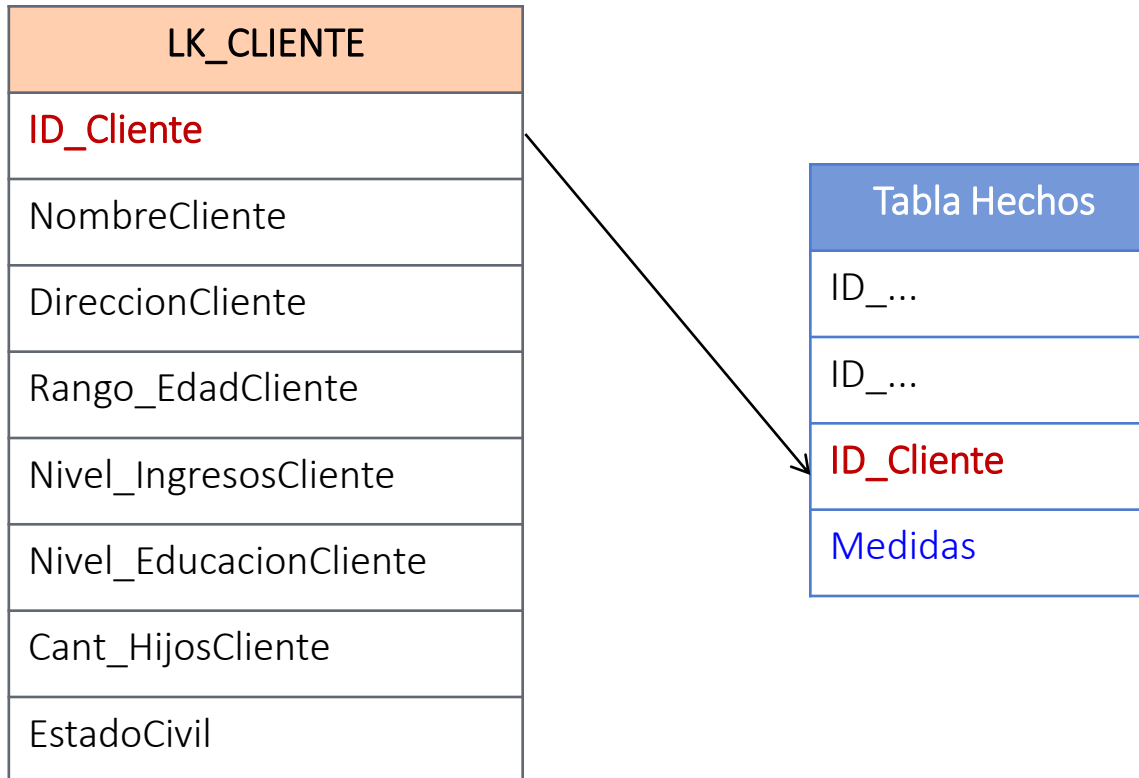 LK_CLIENTE
ID_Cliente
NombreCliente
DireccionCliente
Rango_EdadCliente
Nivel_IngresosCliente
Nivel_EducacionCliente
Cant_HijosCliente
EstadoCivil
Tabla Hechos
ID_...
ID_...
ID_Cliente
Medidas